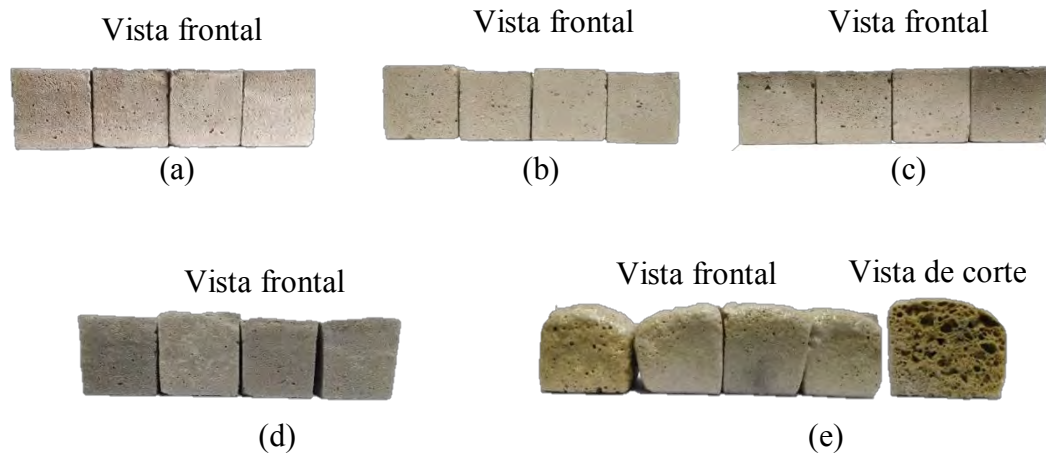 Vista frontal
(a)
Vista frontal
(b)
Vista frontal
(c)
Vista frontal
(d)
Vista frontal
Vista de corte
(e)